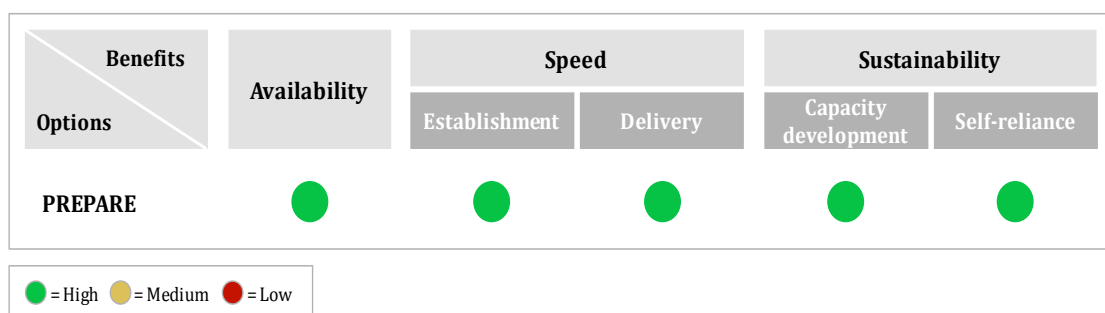 Benefits
Options
Availability
Speed
Sustainability
Establishment
Delivery
Capacity
development
Self-reliance
PREPARE
= High = Medium = Low